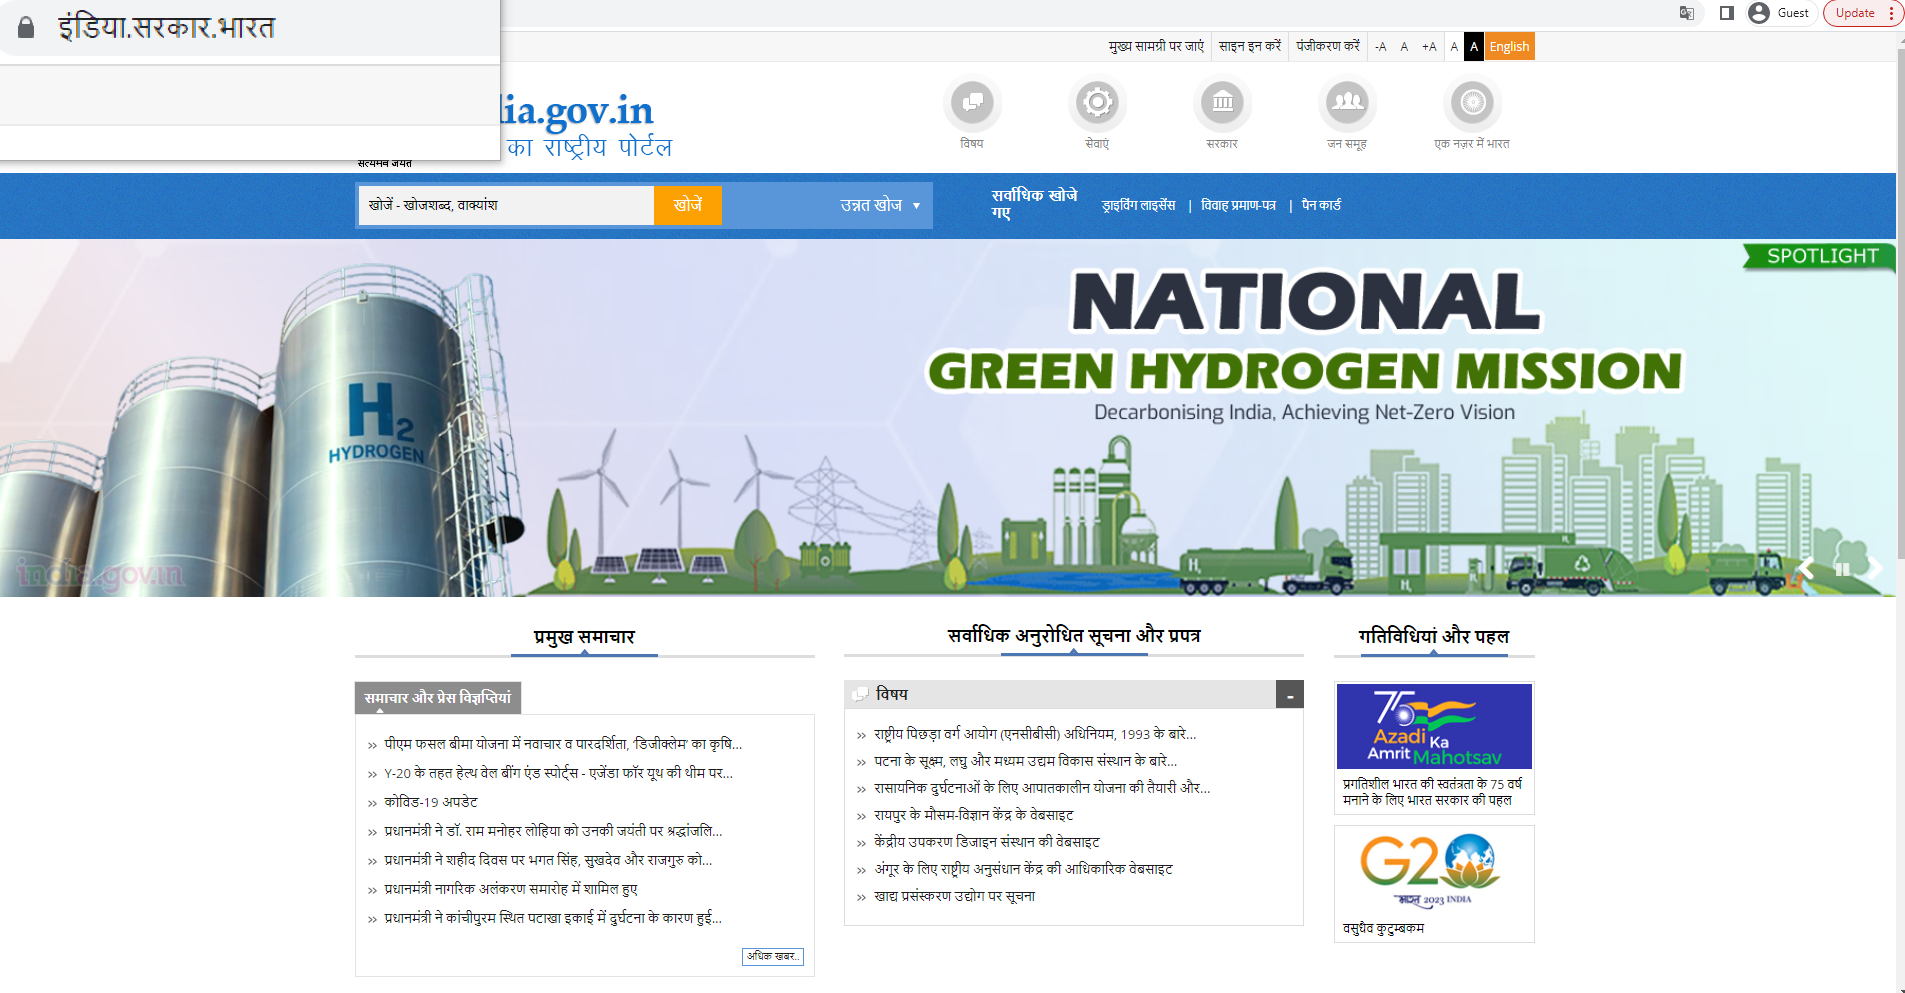 इंडिया.सरकार.भारत
Guest
Update
मुख्य सामग्री पर जाएं
साइन इन करें
पंजीकरण करें
-A
A
+A
A
A
English
dia.gov.in
का राष्ट्रीय पोर्टल
सत्यमेव जयते
विषय
सेवाएं
सरकार
जन समूह
एक नज़र में भारत
खोजें - खोजशब्द, वाक्यांश
खोजें
उन्नत खोज
सर्वाधिक खोजे
गए
ड्राइविंग लाइसेंस | विवाह प्रमाण-पत्र | पैन कार्ड
SPOTLIGHT
NATIONAL
GREEN HYDROGEN MISSION
Decarbonising India, Achieving Net-Zero Vision
H2
HYDROGEN
H2
H2
H2
india.gov.in
प्रमुख समाचार
समाचार और प्रेस विज्ञप्तियां
पीएम फसल बीमा योजना में नवाचार व पारदर्शिता, ‘डिजीक्लेम’ का कृषि...
Y-20 के तहत हेल्थ वेल बींग एंड स्पोर्ट्स - एजेंडा फॉर यूथ की थीम पर...
कोविड-19 अपडेट
प्रधानमंत्री ने डॉ. राम मनोहर लोहिया को उनकी जयंती पर श्रद्धांजलि...
प्रधानमंत्री ने शहीद दिवस पर भगत सिंह, सुखदेव और राजगुरु को...
प्रधानमंत्री नागरिक अलंकरण समारोह में शामिल हुए
प्रधानमंत्री ने कांचीपुरम स्थित पटाखा इकाई में दुर्घटना के कारण हुई...
अधिक खबर..
सर्वाधिक अनुरोधित सूचना और प्रपत्र
विषय
-
राष्ट्रीय पिछड़ा वर्ग आयोग (एनसीबीसी) अधिनियम, 1993 के बारे...
पटना के सूक्ष्म, लघु और मध्यम उद्यम विकास संस्थान के बारे...
रासायनिक दुर्घटनाओं के लिए आपातकालीन योजना की तैयारी और...
रायपुर के मौसम-विज्ञान केंद्र के वेबसाइट
केंद्रीय उपकरण डिजाइन संस्थान की वेबसाइट
अंगूर के लिए राष्ट्रीय अनुसंधान केंद्र की आधिकारिक वेबसाइट
खाद्य प्रसंस्करण उद्योग पर सूचना
गतिविधियां और पहल
75
Azadi Ka
Amrit Mahotsav
प्रगतिशील भारत की स्वतंत्रता के 75 वर्ष
मनाने के लिए भारत सरकार की पहल
G20
भारत 2023 INDIA
वसुधैव कुटुम्बकम